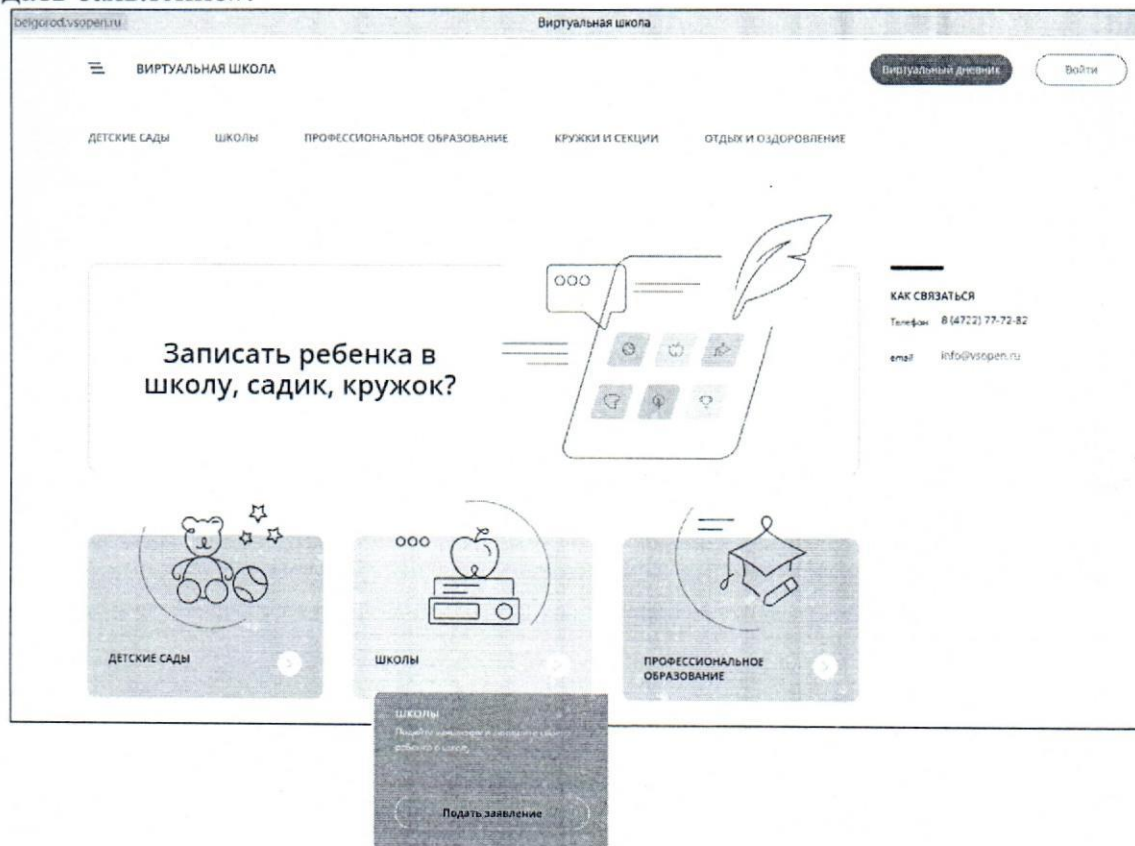 belgorod.vsopen.ru
Виртуальная школа
ВИРТУАЛЬНАЯ ШКОЛА
Виртуальный дневник
Войти
ДЕТСКИЕ САДЫ
ШКОЛЫ
ПРОФЕССИОНАЛЬНОЕ ОБРАЗОВАНИЕ
КРУЖКИ И СЕКЦИИ
ОТДЫХ И ОЗДОРОВЛЕНИЕ
Записать ребенка в
школу, садик, кружок?
КАК СВЯЗАТЬСЯ
Телефон 8 (4722) 77-72-82
email info@vsopen.ru
ДЕТСКИЕ САДЫ
ШКОЛЫ
ПРОФЕССИОНАЛЬНОЕ
ОБРАЗОВАНИЕ
ШКОЛЫ
ребенка в школу
Подать заявление